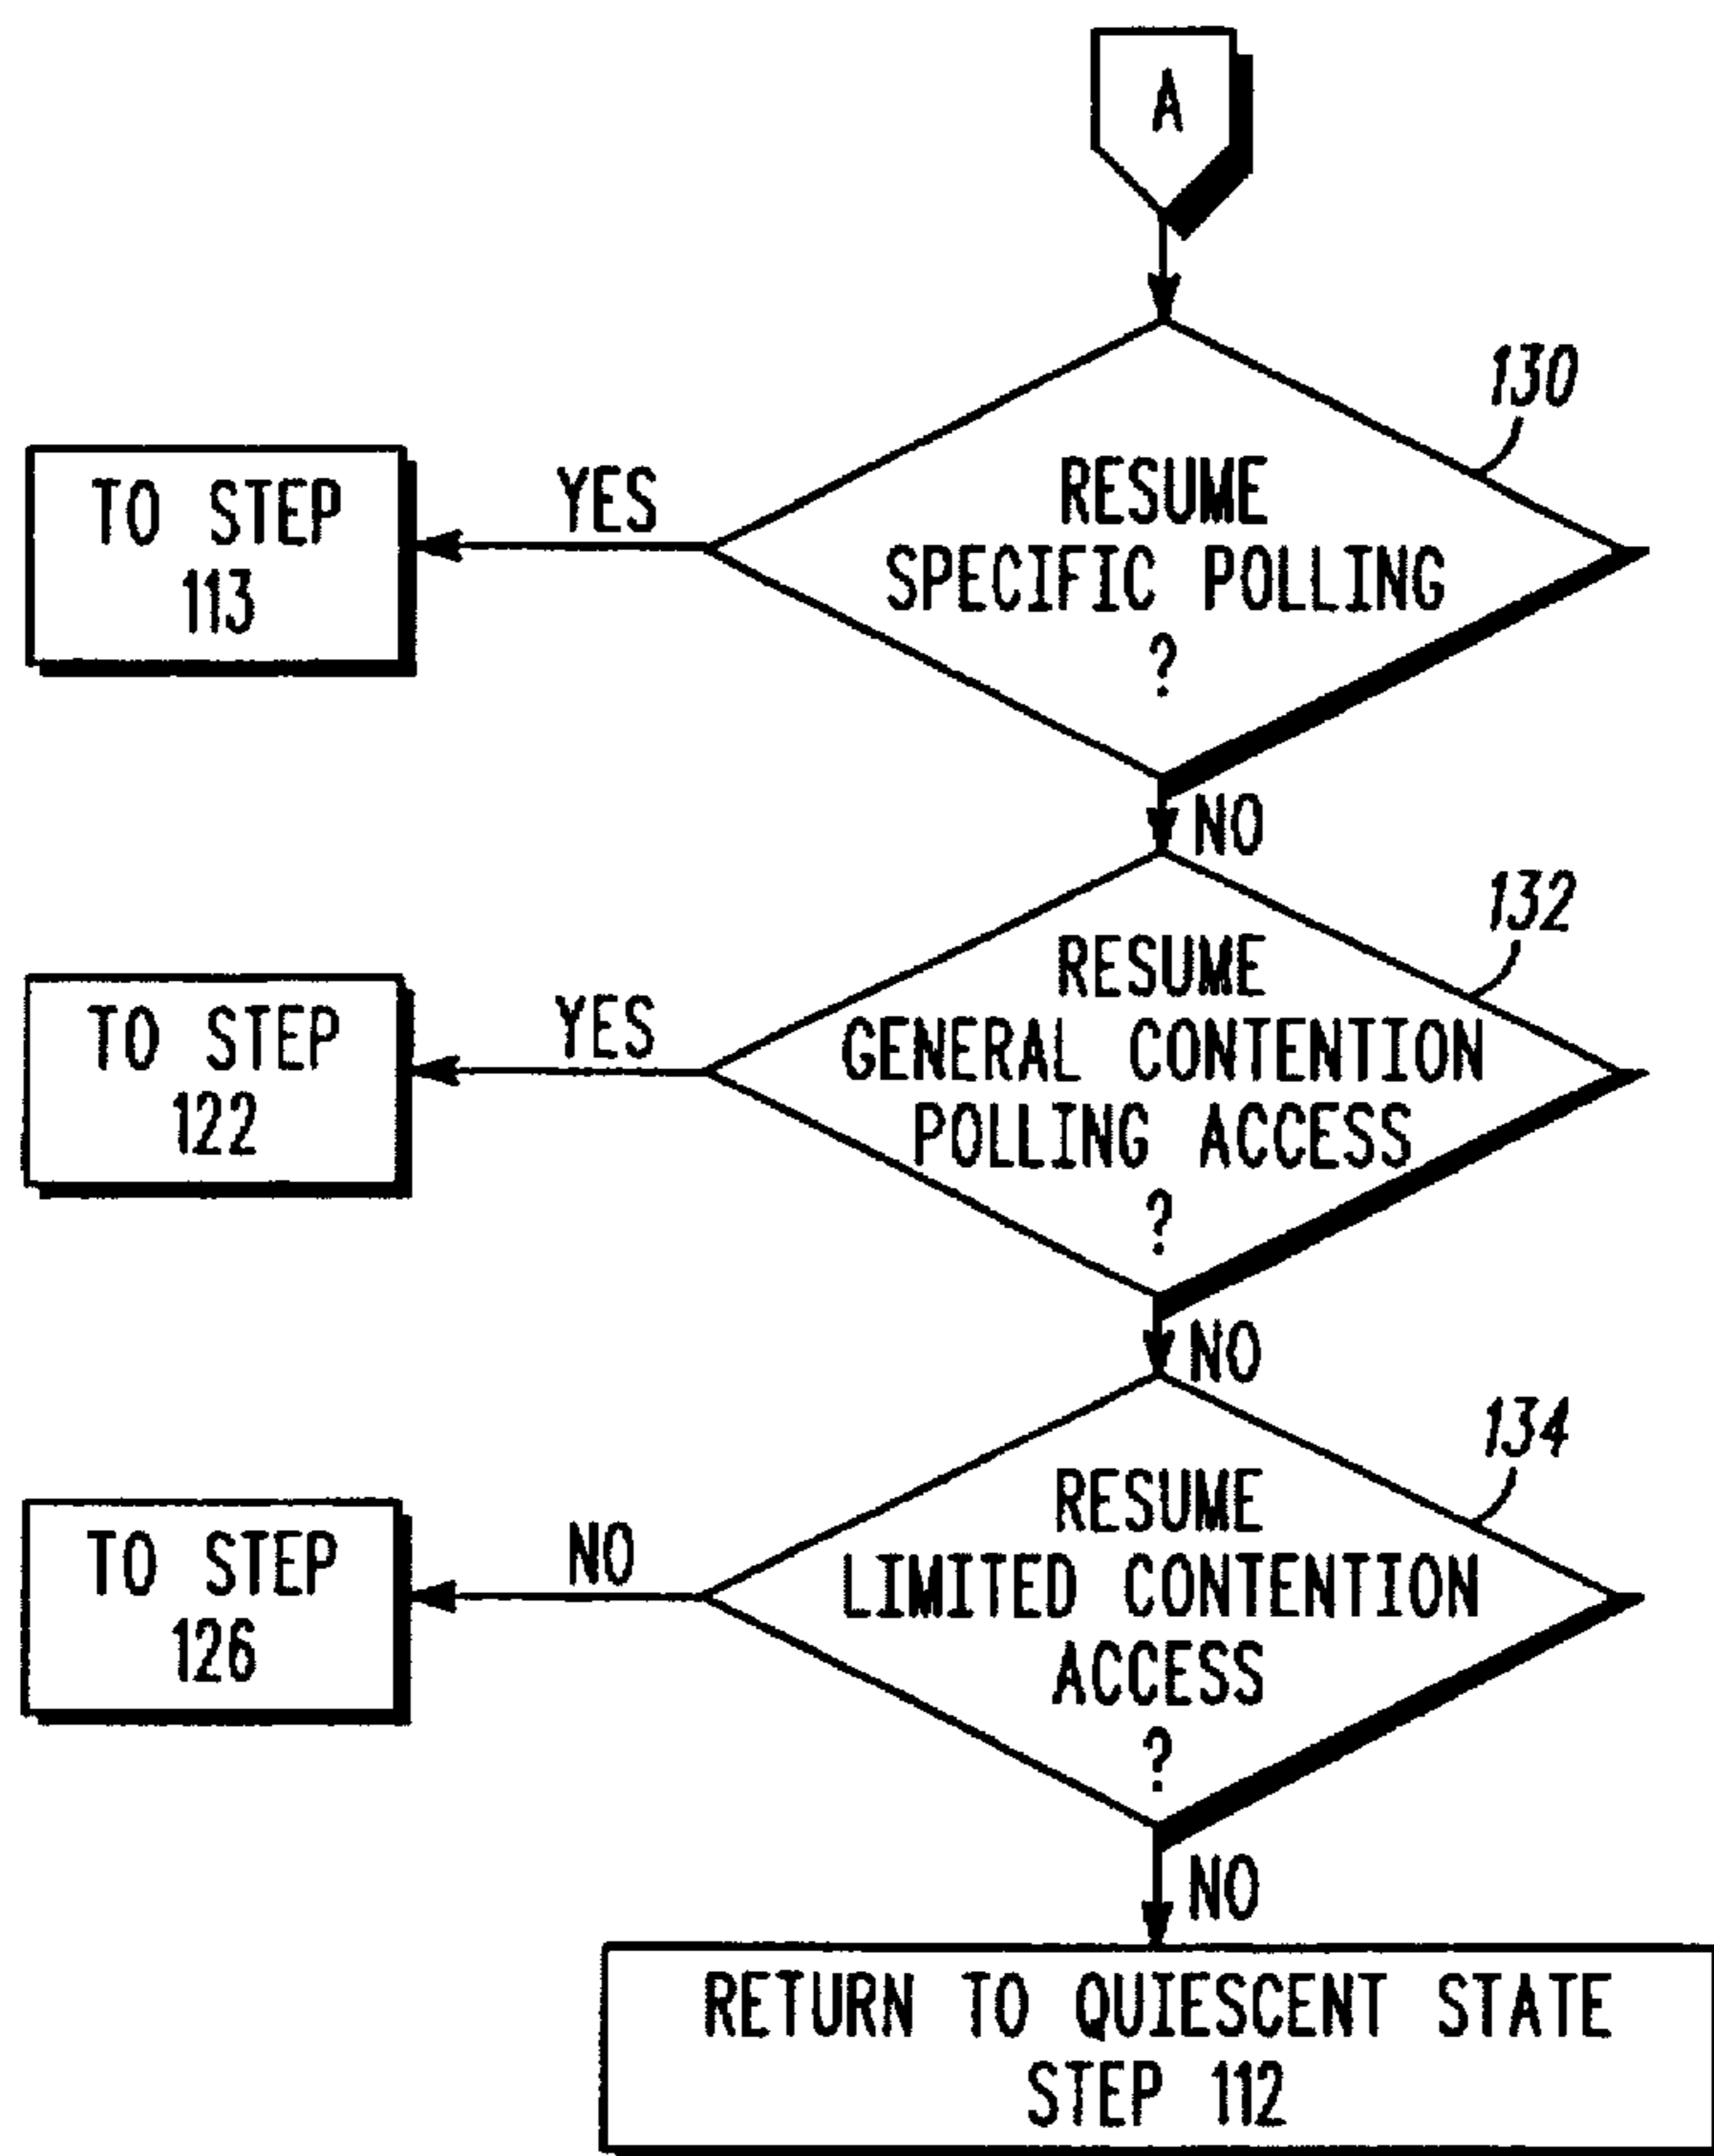 A
130
RESUME
SPECIFIC POLLING
?
YES
TO STEP
113
NO
132
RESUME
GENERAL CONTENTION
POLLING ACCESS
?
YES
TO STEP
122
NO
134
RESUME
LIMITED CONTENTION
ACCESS
?
NO
TO STEP
126
NO
RETURN TO QUIESCENT STATE
STEP 112